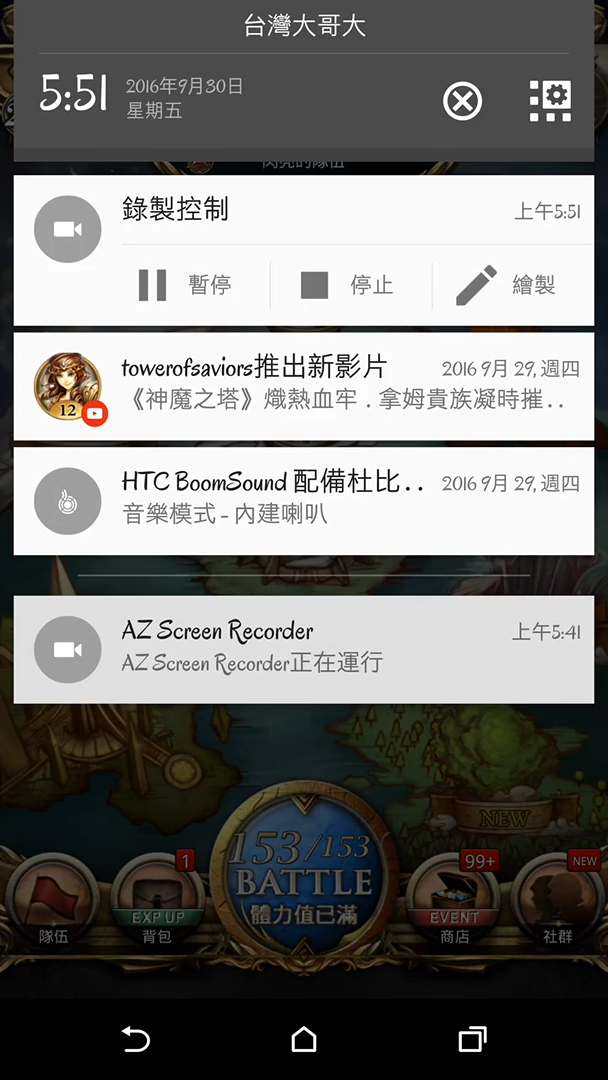 台灣大哥大
5:51
2016年9月30日
星期五
閃亮的隊伍
錄製控制
上午5:51
暫停
停止
繪製
towerofsaviors推出新影片
2016 9月 29, 週四
《神魔之塔》熾熱血牢 . 拿姆貴族凝時摧. .
12
HTC BoomSound 配備杜比. .
2016 9月 29, 週四
音樂模式 - 內建喇叭
AZ Screen Recorder
上午5:41
AZ Screen Recorder正在運行
NEW
153/153
BATTLE
體力值已滿
1
99+
NEW
EXP UP
EVENT
隊伍
背包
商店
社群